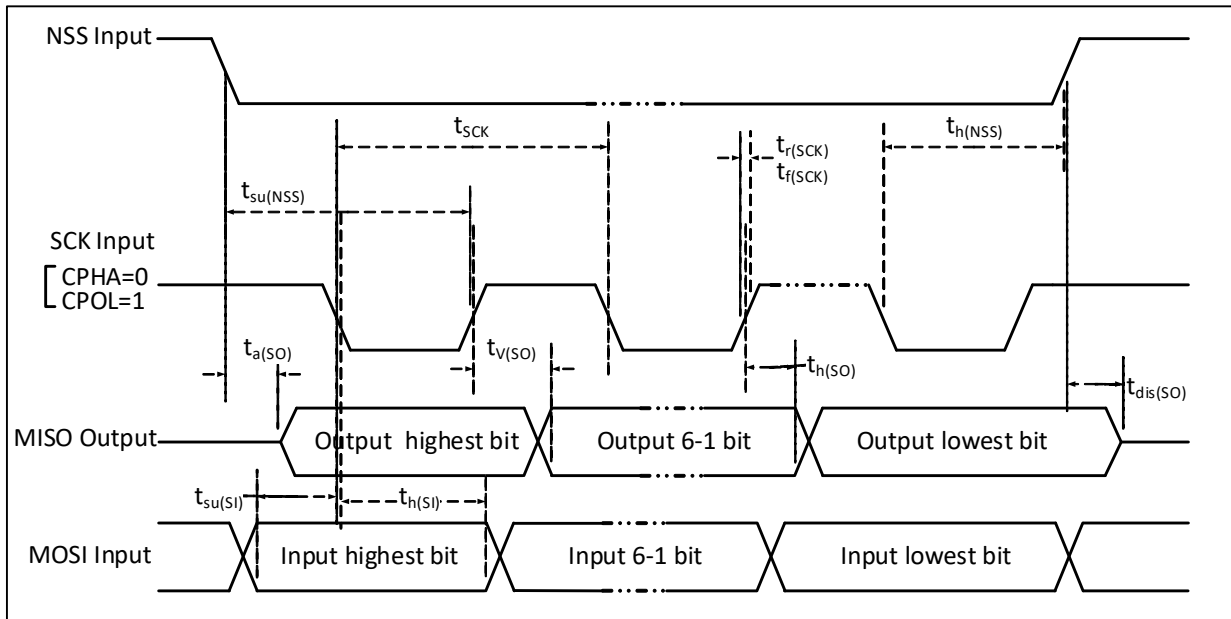 NSS Input
tSCK
tr(SCK)
tf(SCK)
th(NSS)
tsu(NSS)
SCK Input
CPHA=0
CPOL=1
ta(SO)
tV(SO)
th(SO)
tdis(SO)
MISO Output
Output highest bit
Output 6-1 bit
Output lowest bit
tsu(SI)
th(SI)
MOSI Input
Input highest bit
Input 6-1 bit
Input lowest bit